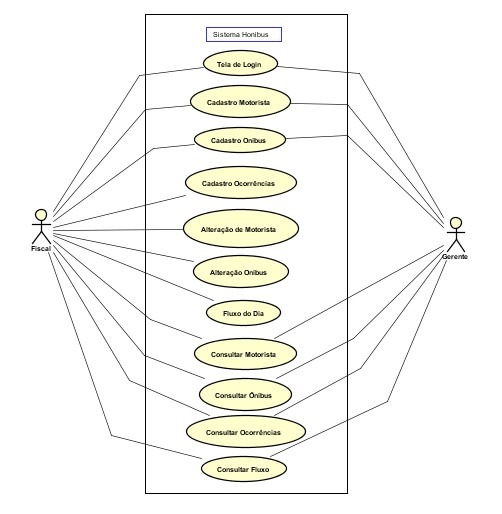 Sistema Honibus
Tela de Login
Cadastro Motorista
Cadastro Onibus
Cadastro Ocorrências
Alteração de Motorista
Alteração Onibus
Fluxo do Dia
Consultar Motorista
Consultar Ônibus
Consultar Ocorrências
Consultar Fluxo
Fiscal
Gerente